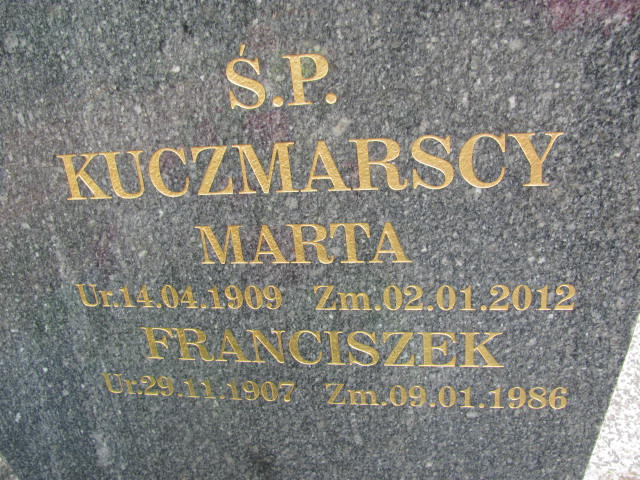 Ś.P.
KUCZMARSCY
MARTA
Ur.14.04.1909 Zm.02.01.2012
FRANCISZEK
Ur.29.11.1907 Zm.09.01.1986